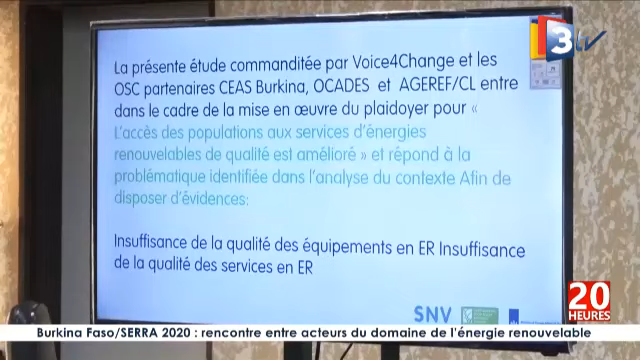 3tv
La présente étude commanditée par Voice4Change et les
OSC partenaires CEAS Burkina, OCADES et AGEREF/CL entre
dans le cadre de la mise en œuvre du plaidoyer pour «
L'accès des populations aux services d'énergies
renouvelables de qualité est amélioré » et répond à la
problématique identifiée dans l'analyse du contexte Afin de
disposer d'évidences:
Insuffisance de la qualité des équipements en ER Insuffisance
de la qualité des services en ER
SNV
20
HEURES
Burkina Faso/SERRA 2020 : rencontre entre acteurs du domaine de l'énergie renouvelable